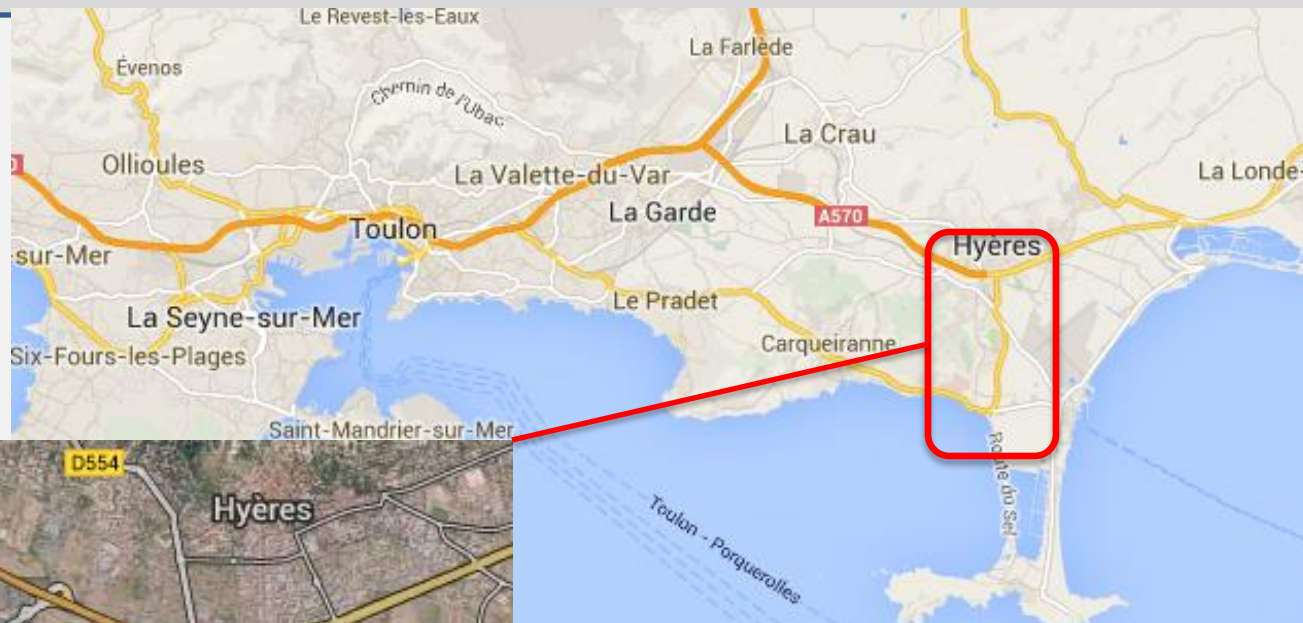 Le Revest-les-Eaux
La Farlède
Évenos
Chemin de l'Ubac
La Crau
Ollioules
La Valette-du-Var
La Londe-
La Garde
A570
Toulon
Hyères
-sur-Mer
Le Pradet
La Seyne-sur-Mer
Carqueiranne
Six-Fours-les-Plages
Saint-Mandrier-sur-Mer
Route du Sel
D554
Hyères
Toulon - Porquerolles